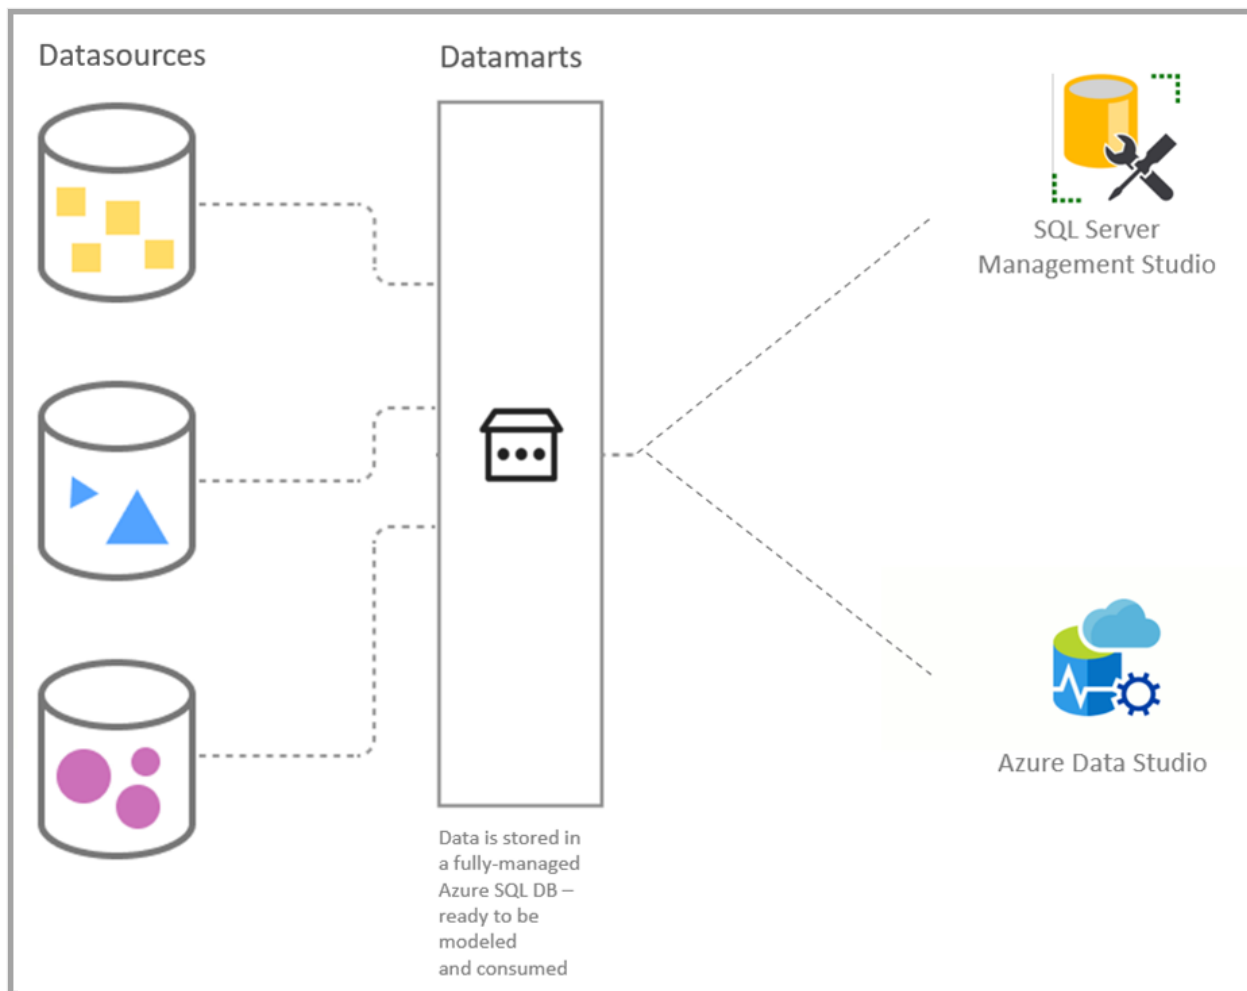 Datasources
Datamarts
SQL Server
Management Studio
Azure Data Studio
Data is stored in
a fully-managed
Azure SQL DB –
ready to be
modeled
and consumed